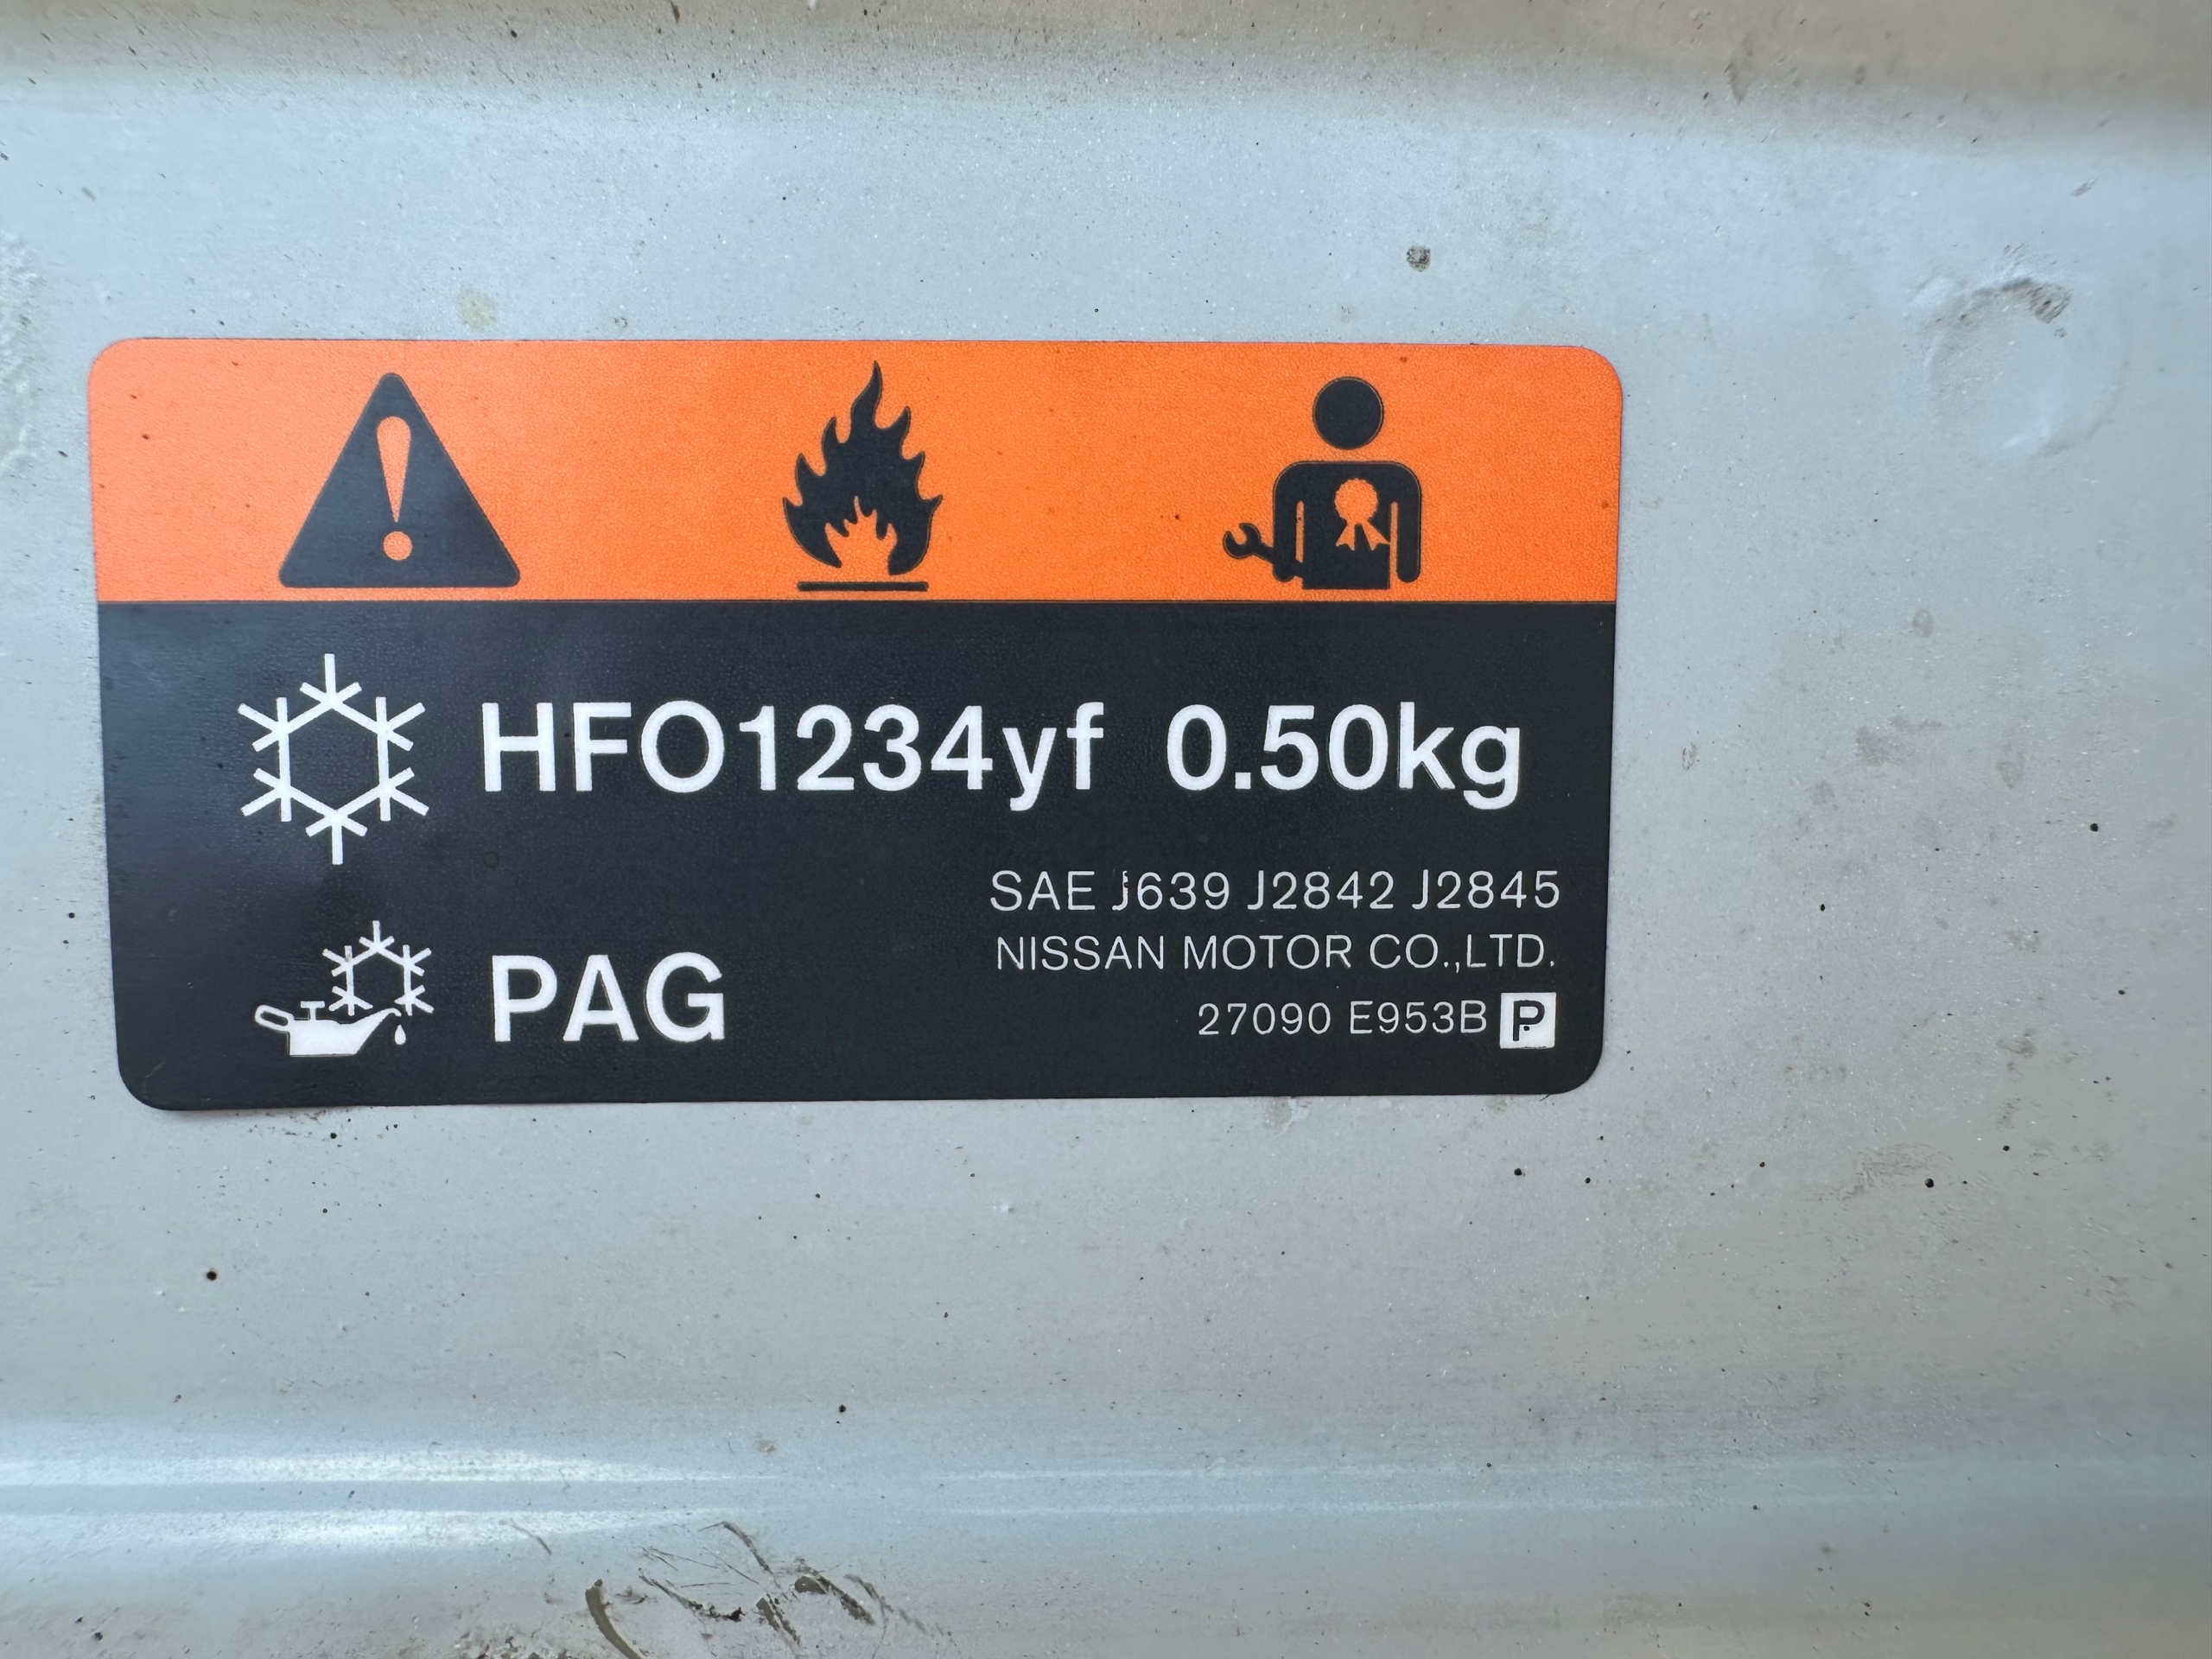 HFO1234yf 0.50kg
SAE J639 J2842 J2845
NISSAN MOTOR CO.,LTD.
PAG
27090 E953B P